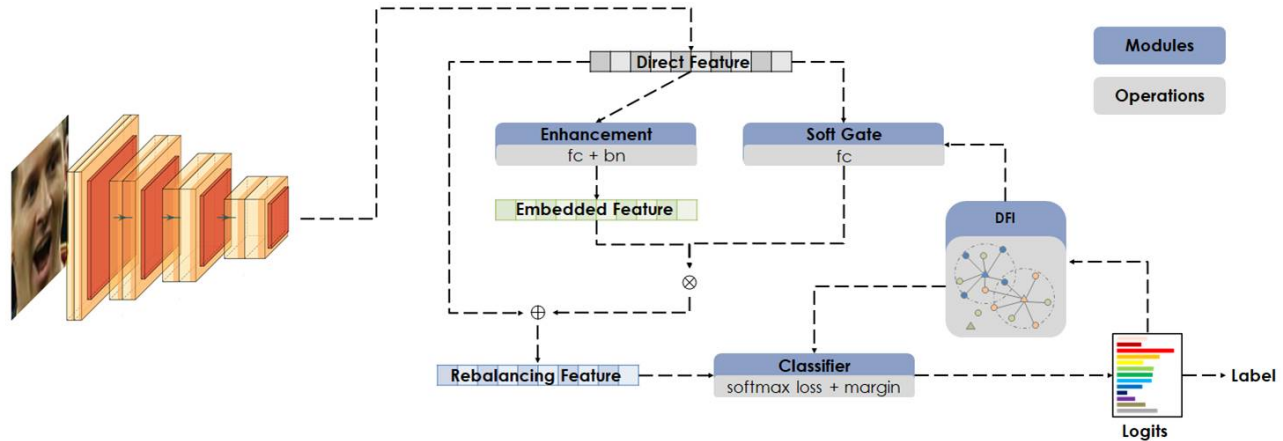 Direct Feature
Modules
Operations
Enhancement
fc + bn
Soft Gate
fc
Embedded Feature
DFI
Rebalancing Feature
Classifier
softmax loss + margin
Label
Logits